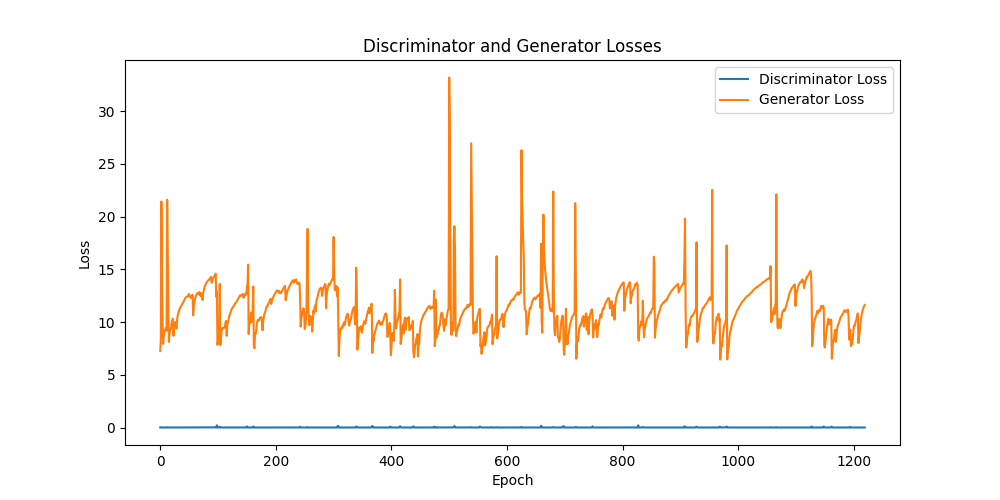 Discriminator and Generator Losses
Discriminator Loss
Generator Loss
30
25
20
15
10
5
0
Loss
0 200 400 600 800 1000 1200
Epoch